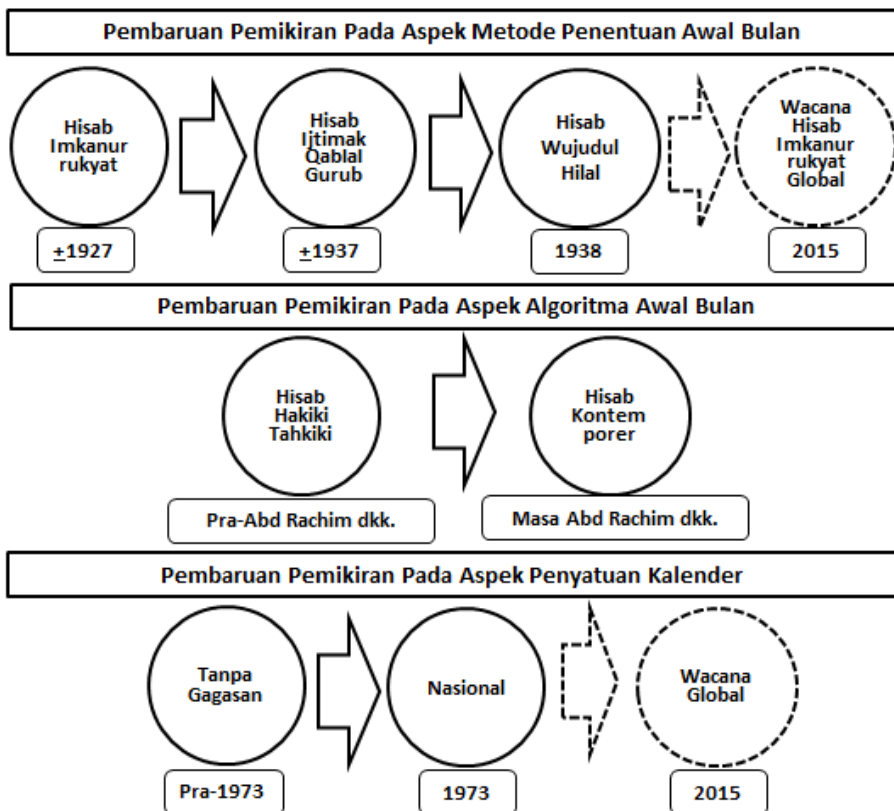 Pembaruan Pemikiran Pada Aspek Metode Penentuan Awal Bulan
Hisab
Imkanur
rukyat
Hisab
Ijtimak
Qablal
Gurub
Hisab
Wujudul
Hilal
Wacana
Hisab
Imkanur
rukyat
Global
±1927
±1937
1938
2015
Pembaruan Pemikiran Pada Aspek Algoritma Awal Bulan
Hisab
Hakiki
Tahkiki
Hisab
Kontem
porer
Pra-Abd Rachim dkk.
Masa Abd Rachim dkk.
Pembaruan Pemikiran Pada Aspek Penyatuan Kalender
Tanpa
Gagasan
Nasional
Wacana
Global
Pra-1973
1973
2015